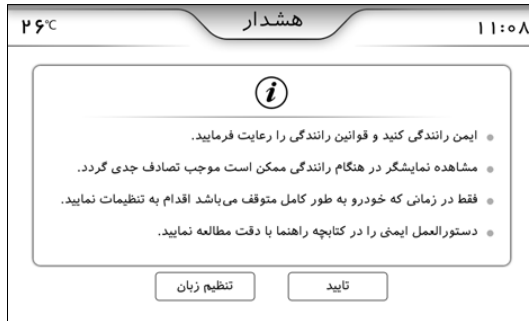 ۲۶°C
هشدار
۱۱:۰۸
i
ایمن رانندگی کنید و قوانین رانندگی را رعایت فرمایید.
مشاهده نمایشگر در هنگام رانندگی ممکن است موجب تصادف جدی گردد.
فقط در زمانی که خودرو به طور کامل متوقف می‌باشد اقدام به تنظیمات نمایید.
دستورالعمل ایمنی را در کتابچه راهنما با دقت مطالعه نمایید.
تایید
تنظیم زبان